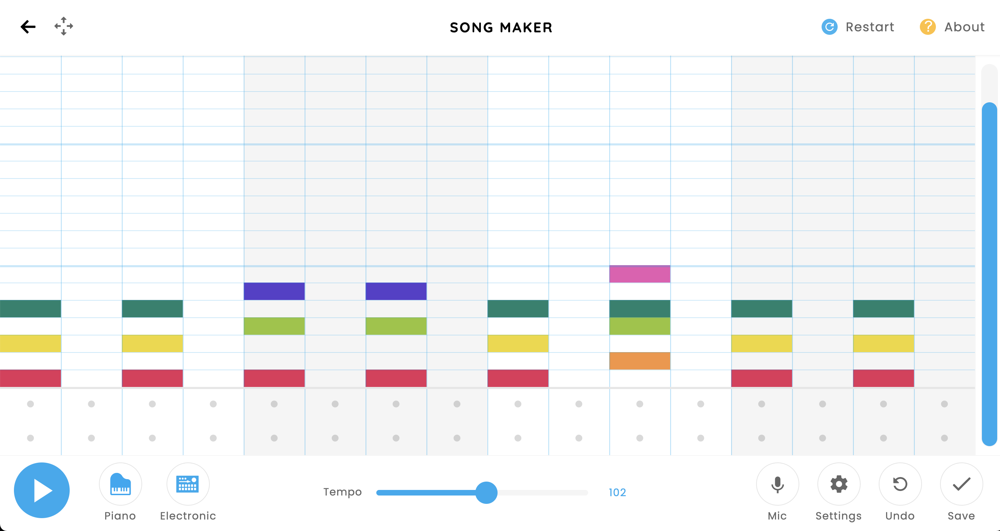 SONG MAKER
Restart
? About
Tempo
102
Piano
Electronic
Mic
Settings
Undo
Save